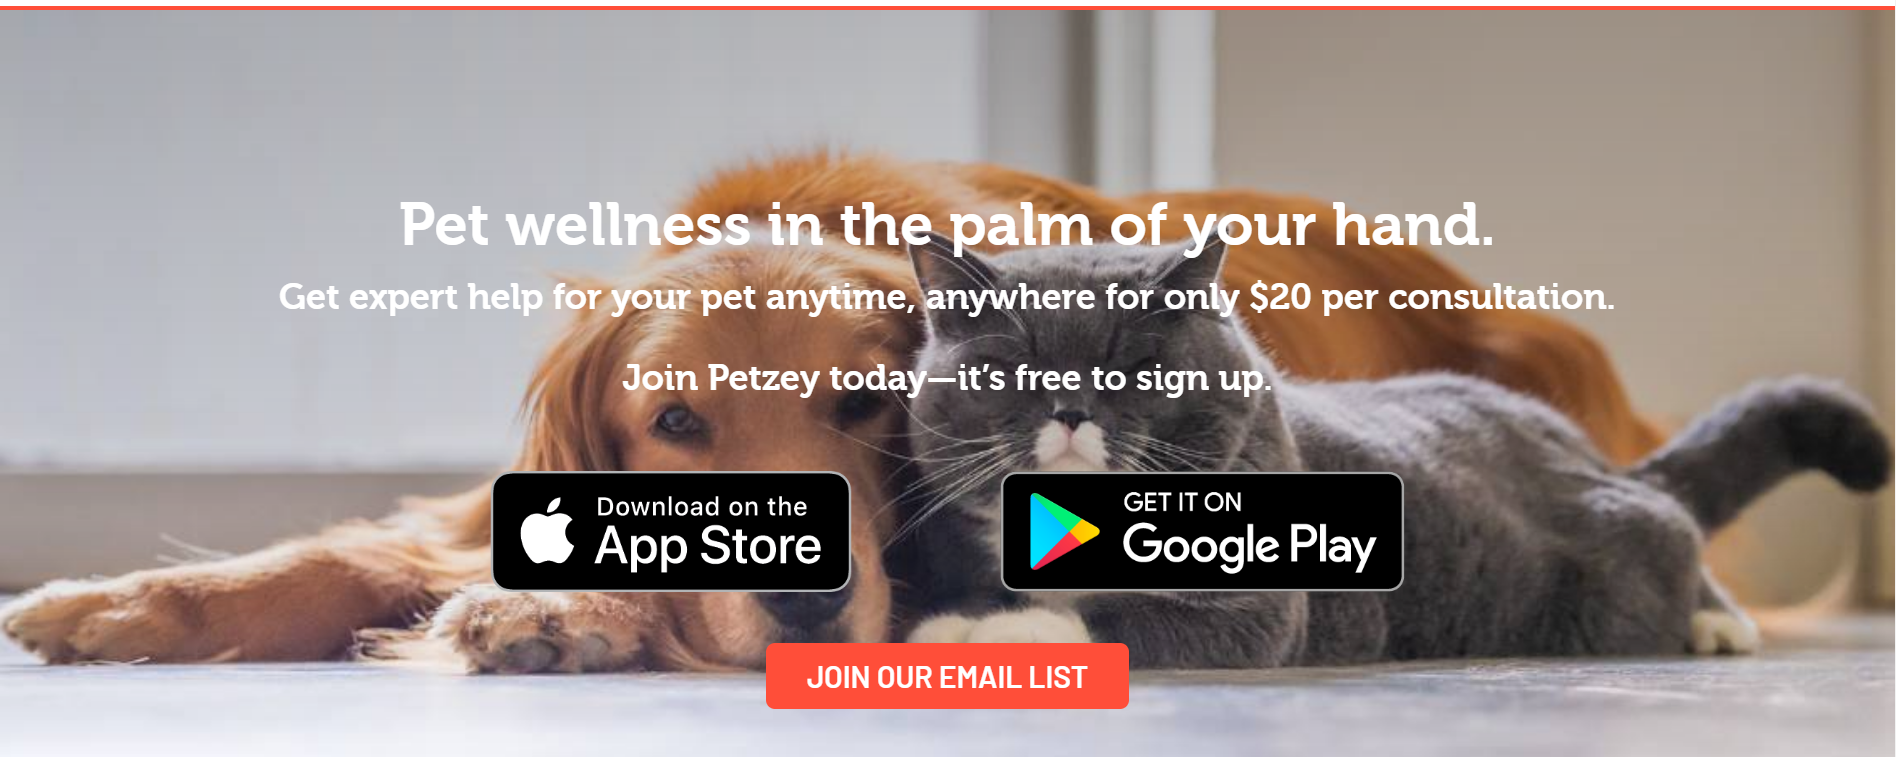 Pet wellness in the palm of your hand.
Get expert help for your pet anytime, anywhere for only $20 per consultation.
Join Petzey today—it’s free to sign up.
Download on the
App Store
GET IT ON
Google Play
JOIN OUR EMAIL LIST